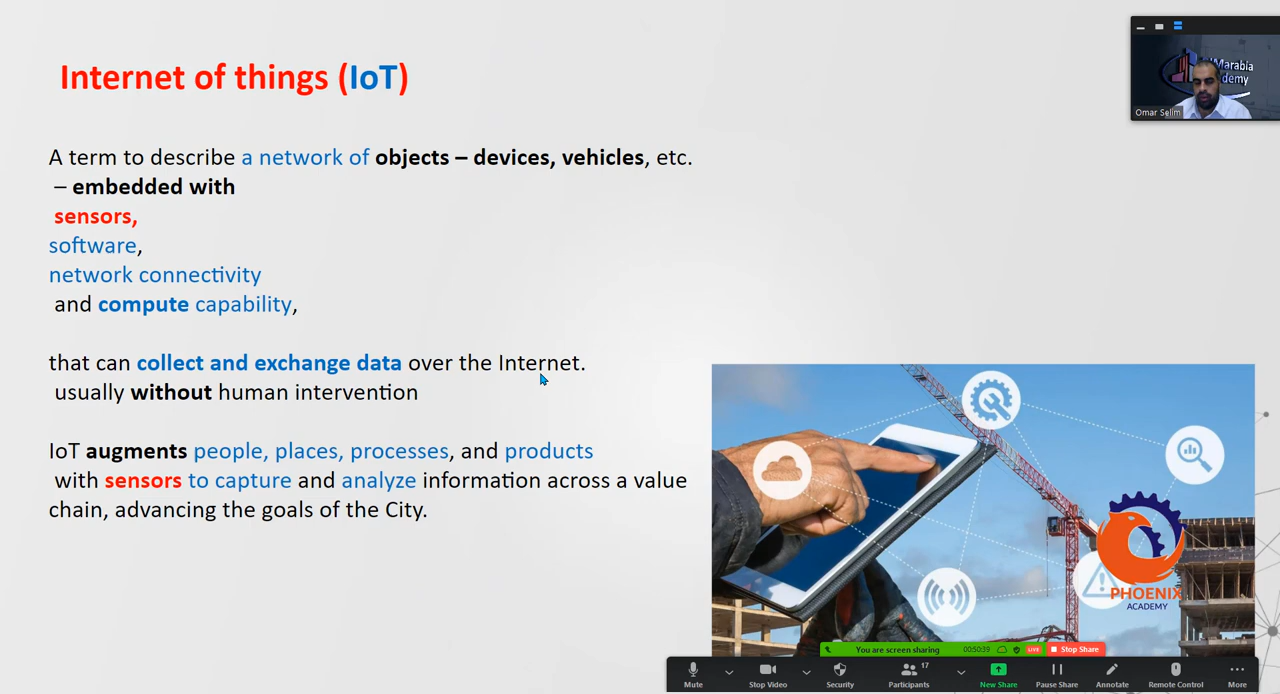 Internet of things (IoT)
A term to describe a network of objects – devices, vehicles, etc.
– embedded with
sensors,
software,
network connectivity
and compute capability,
that can collect and exchange data over the Internet.
usually without human intervention
IoT augments people, places, processes, and products
with sensors to capture and analyze information across a value
chain, advancing the goals of the City.
Omar Selim
PHOENIX
ACADEMY
You are screen sharing 00:50:39 LIVE Stop Share
Mute Stop Video Security Participants 17 New Share Pause Share Annotate Remote Control More